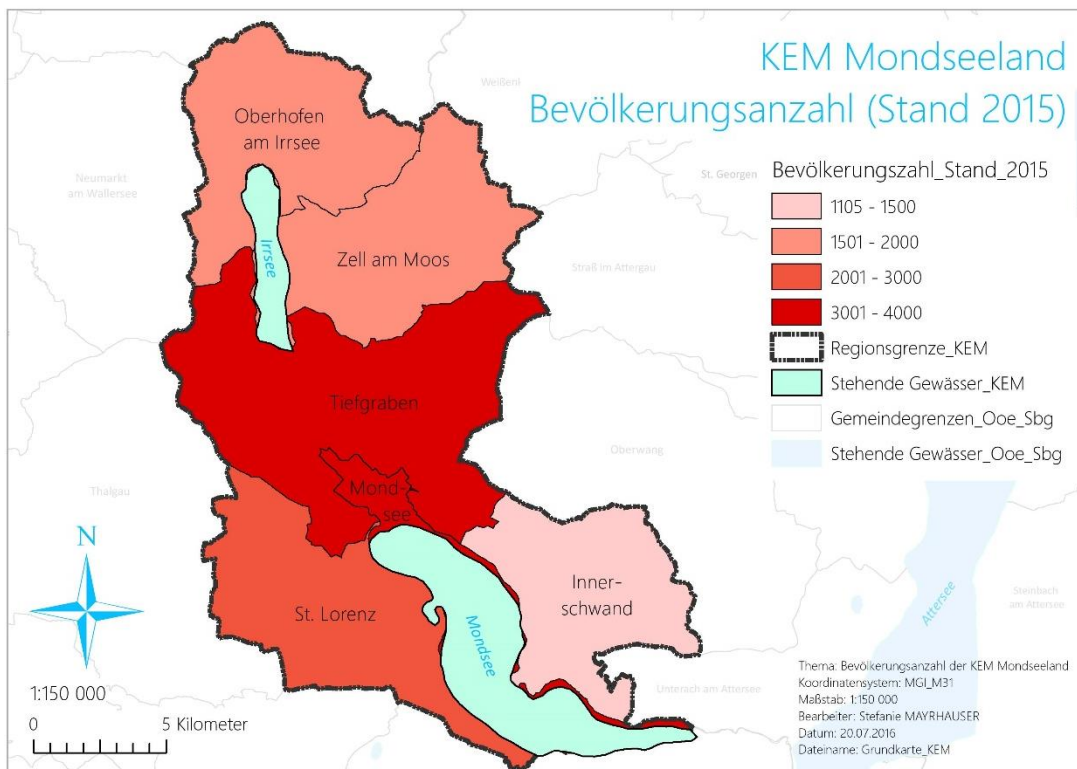 KEM Mondseeland
Bevölkerungsanzahl (Stand 2015)
Bevölkerungszahl_Stand_2015
1105 - 1500
1501 - 2000
2001 - 3000
3001 - 4000
Regionsgrenze_KEM
Stehende Gewässer_KEM
Gemeindegrenzen_Ooe_Sbg
Stehende Gewässer_Ooe_Sbg
Oberhofen
am Irrsee
Irrsee
Zell am Moos
Tiefgraben
Mond-
see
St. Lorenz
Mondsee
Inner-
schwand
Neumarkt
am Wallersee
St. Georgen
Straß im Attergau
Oberwang
Thalgau
Unterach am Attersee
Attersee
Steinbach
am Attersee
N
1:150 000
0 5 Kilometer
Thema: Bevölkerungsanzahl der KEM Mondseeland
Koordinatensystem: MGI_M31
Maßstab: 1:150 000
Bearbeiter: Stefanie MAYRHAUSER
Datum: 20.07.2016
Dateiname: Grundkarte_KEM